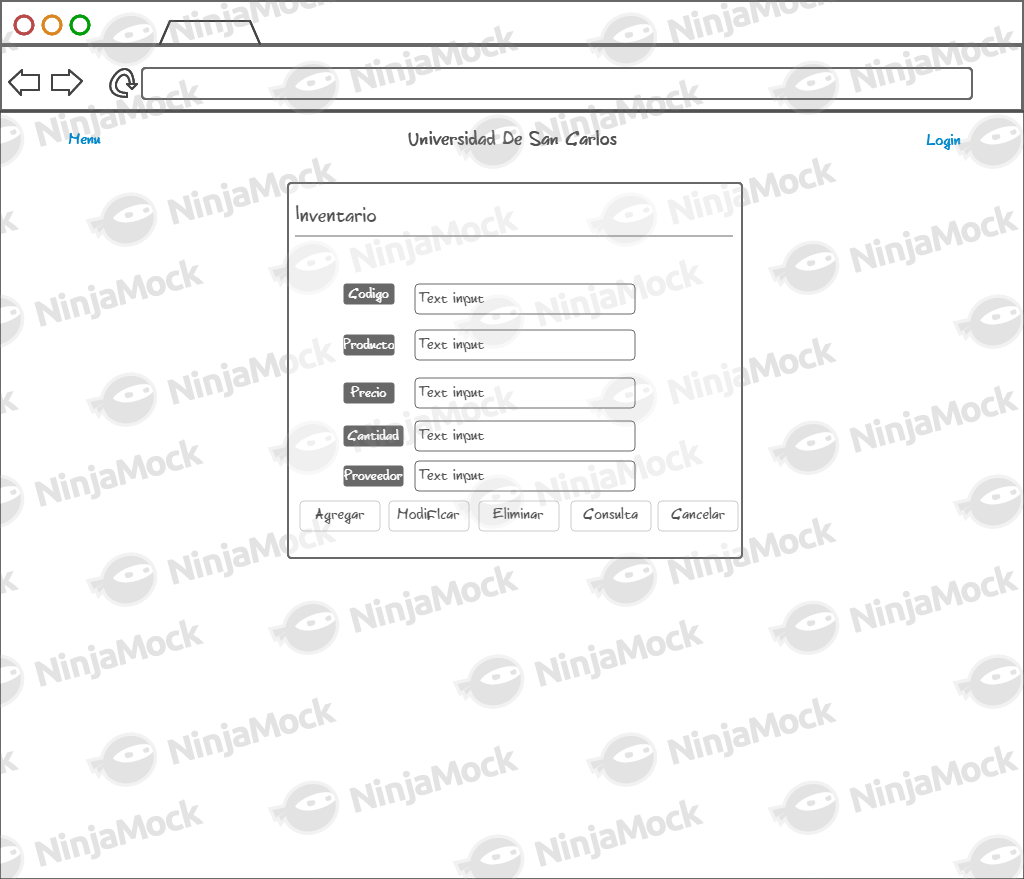 Menu Universidad De San Carlos Login
Inventario
Codigo Text input
Producto Text input
Precio Text input
Cantidad Text input
Proveedor Text input
Agregar ModiFIcar Eliminar Consulta Cancelar
NinjaMock